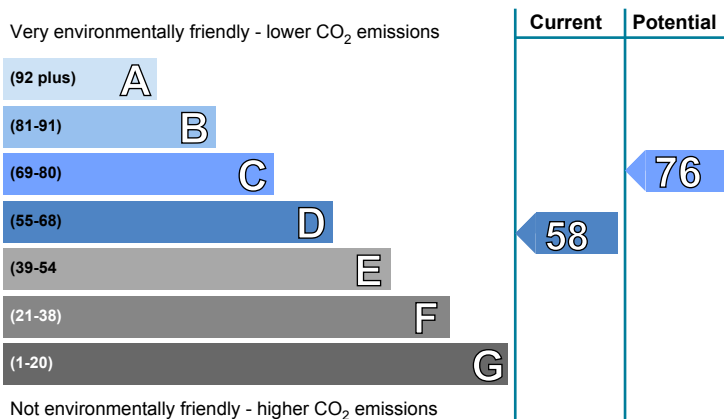 Current Potential
Very environmentally friendly - lower CO2 emissions
(92 plus) A
(81-91) B
(69-80) C
76
(55-68) D
58
(39-54 E
(21-38) F
(1-20) G
Not environmentally friendly - higher CO2 emissions